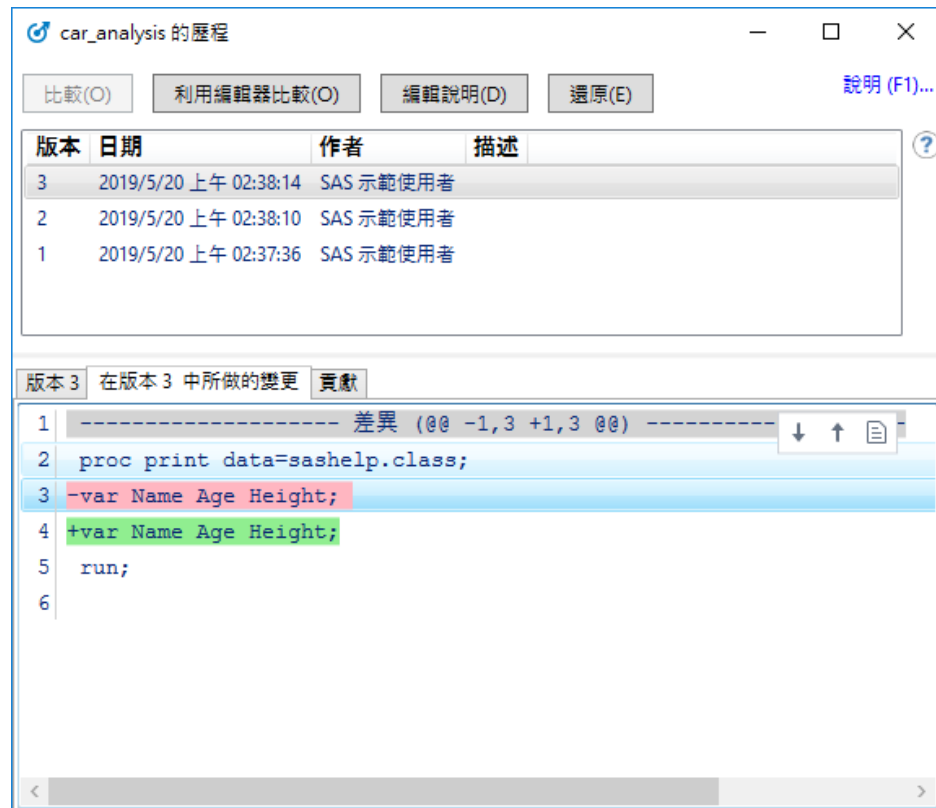 car_analysis 的歷程
比較(O) 利用編輯器比較(O) 編輯說明(D) 還原(E) 說明 (F1)...
版本 日期 作者 描述
3 2019/5/20 上午 02:38:14 SAS 示範使用者
2 2019/5/20 上午 02:38:10 SAS 示範使用者
1 2019/5/20 上午 02:37:36 SAS 示範使用者
版本 3 在版本 3 中所做的變更 貢獻
1 -------------------- 差異 (@@ -1,3 +1,3 @@) -----------
2 proc print data=sashelp.class;
3 -var Name Age Height;
4 +var Name Age Height;
5 run;
6